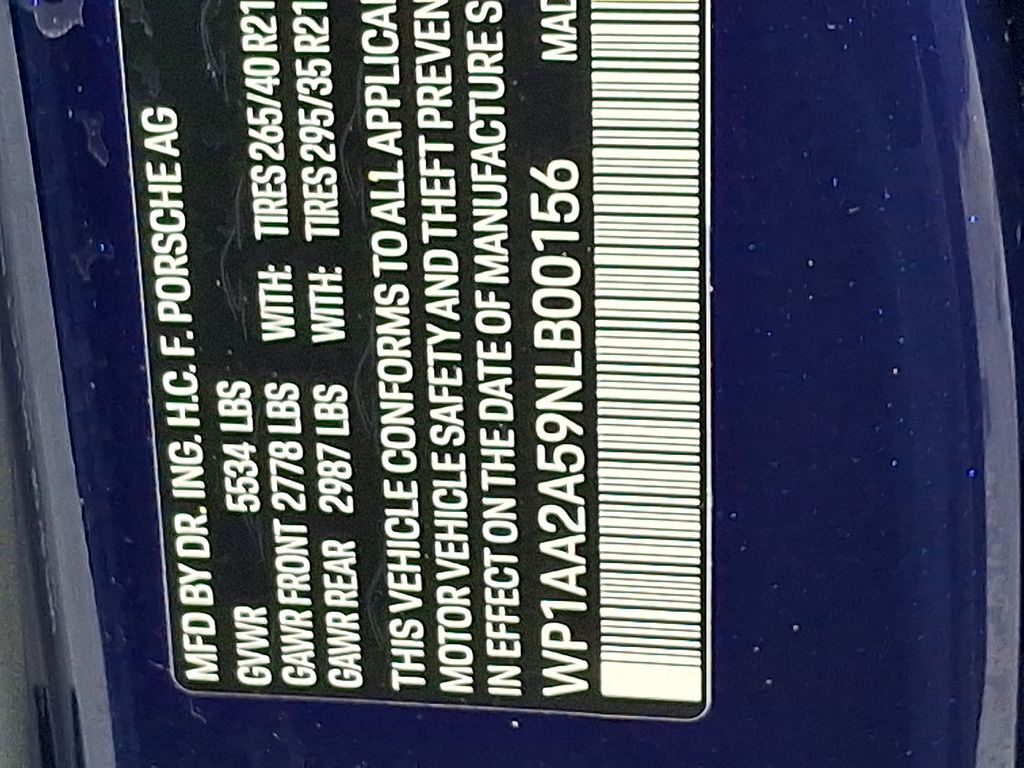 MFD BY DR. ING. H.C. F. PORSCHE AG
GVWR 5534 LBS
GAWR FRONT 2778 LBS WITH: TIRES 265/40 R21
GAWR REAR 2987 LBS WITH: TIRES 295/35 R21
THIS VEHICLE CONFORMS TO ALL APPLICA
MOTOR VEHICLE SAFETY AND THEFT PREVEN
IN EFFECT ON THE DATE OF MANUFACTURE S
WP1AA2A59NLB00156 MAD